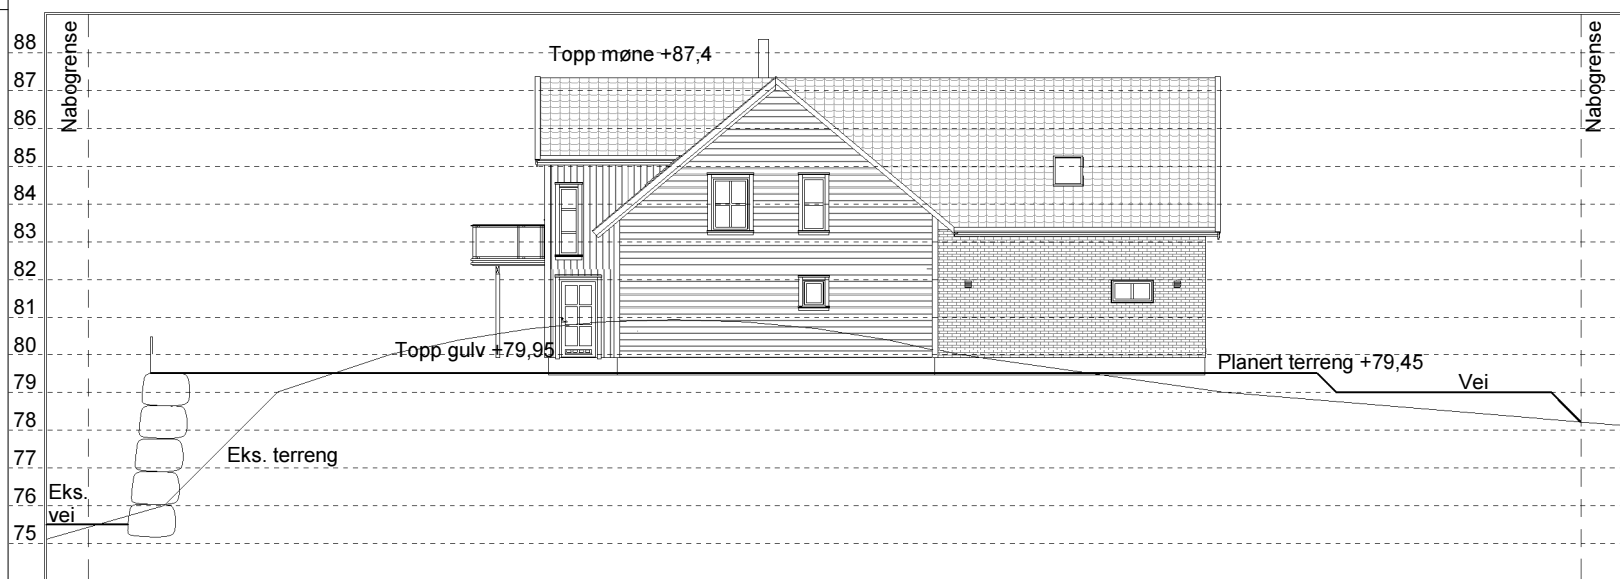 Nabogrense
Nabogrense
Topp møne +87,4
88
87
86
85
84
83
82
81
80
79
78
77
76
75
Topp gulv +79,95
Planert terreng +79,45
Vei
Eks. terreng
Eks.
vei